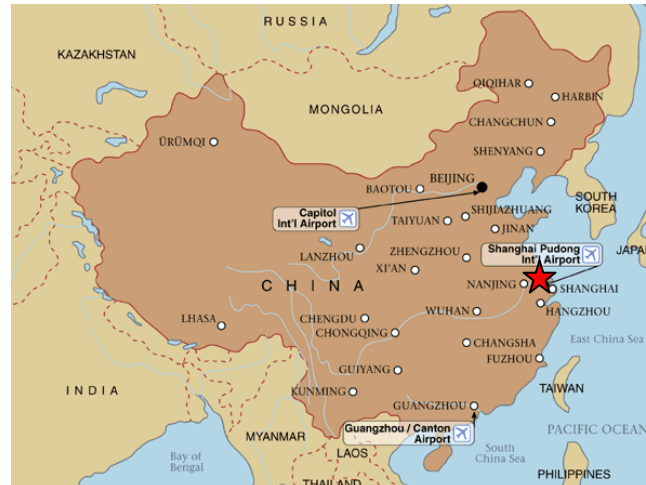 RUSSIA
KAZAKHSTAN
MONGOLIA
QIQIHAR
HARBIN
CHANGCHUN
ÜRÜMQI
SHENYANG
BEIJING
BAOTOU
SOUTH
KOREA
Capitol
Int'l Airport
SHIJIAZHUANG
TAIYUAN
JINAN
JAPA
Shanghai Pudong
Int'l Airport
ZHENGZHOU
LANZHOU
XI'AN
CHINA
NANJING
SHANGHAI
HANGZHOU
WUHAN
CHENGDU
CHONGQING
LHASA
East China Sea
CHANGSHA
FUZHOU
GUIYANG
KUNMING
INDIA
TAIWAN
GUANGZHOU
Guangzhou / Canton
Airport
PACIFIC OCEAN
MYANMAR
LAOS
Bay of
Bengal
South
China Sea
THAILAND
PHILIPPINES